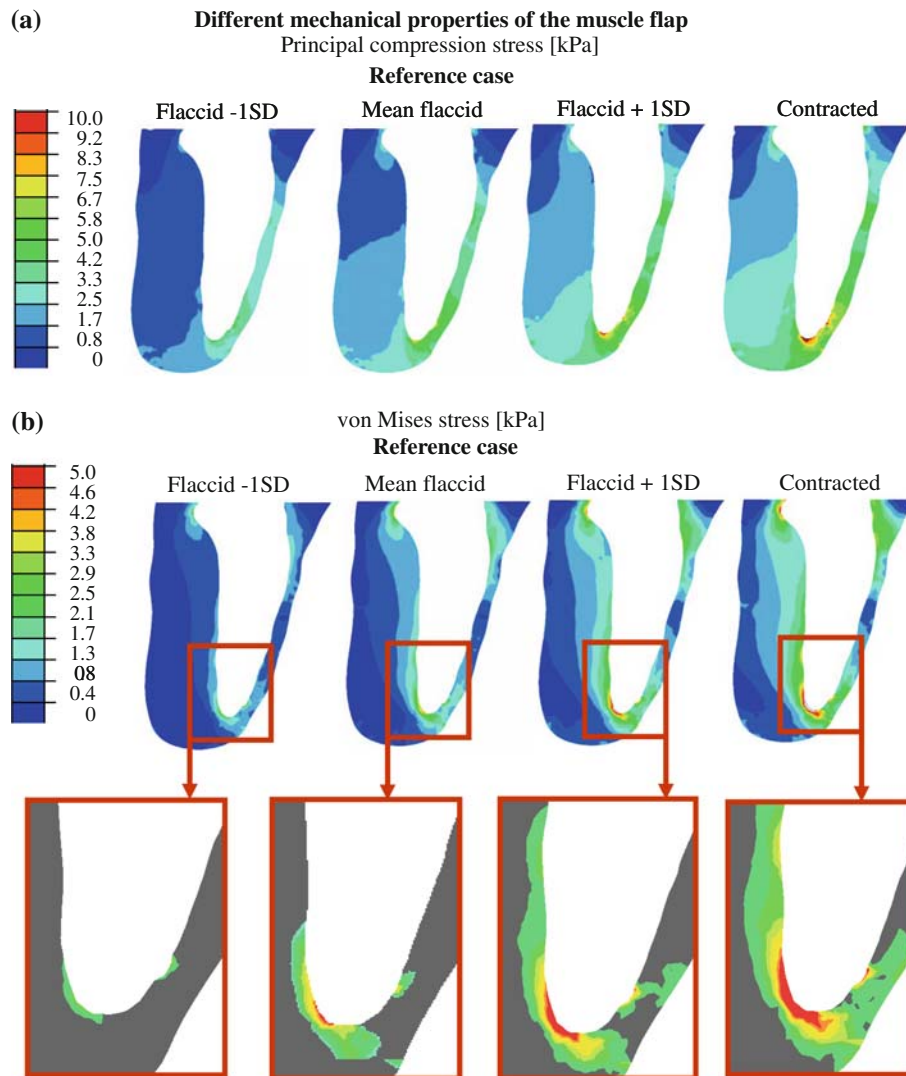 (a)
Different mechanical properties of the muscle flap
Principal compression stress [kPa]
Reference case
Flaccid -1SD Mean flaccid Flaccid + 1SD Contracted
10.0
9.2
8.3
7.5
6.7
5.8
5.0
4.2
3.3
2.5
1.7
0.8
0
(b)
von Mises stress [kPa]
Reference case
Flaccid -1SD Mean flaccid Flaccid + 1SD Contracted
5.0
4.6
4.2
3.8
3.3
2.9
2.5
2.1
1.7
1.3
08
0.4
0